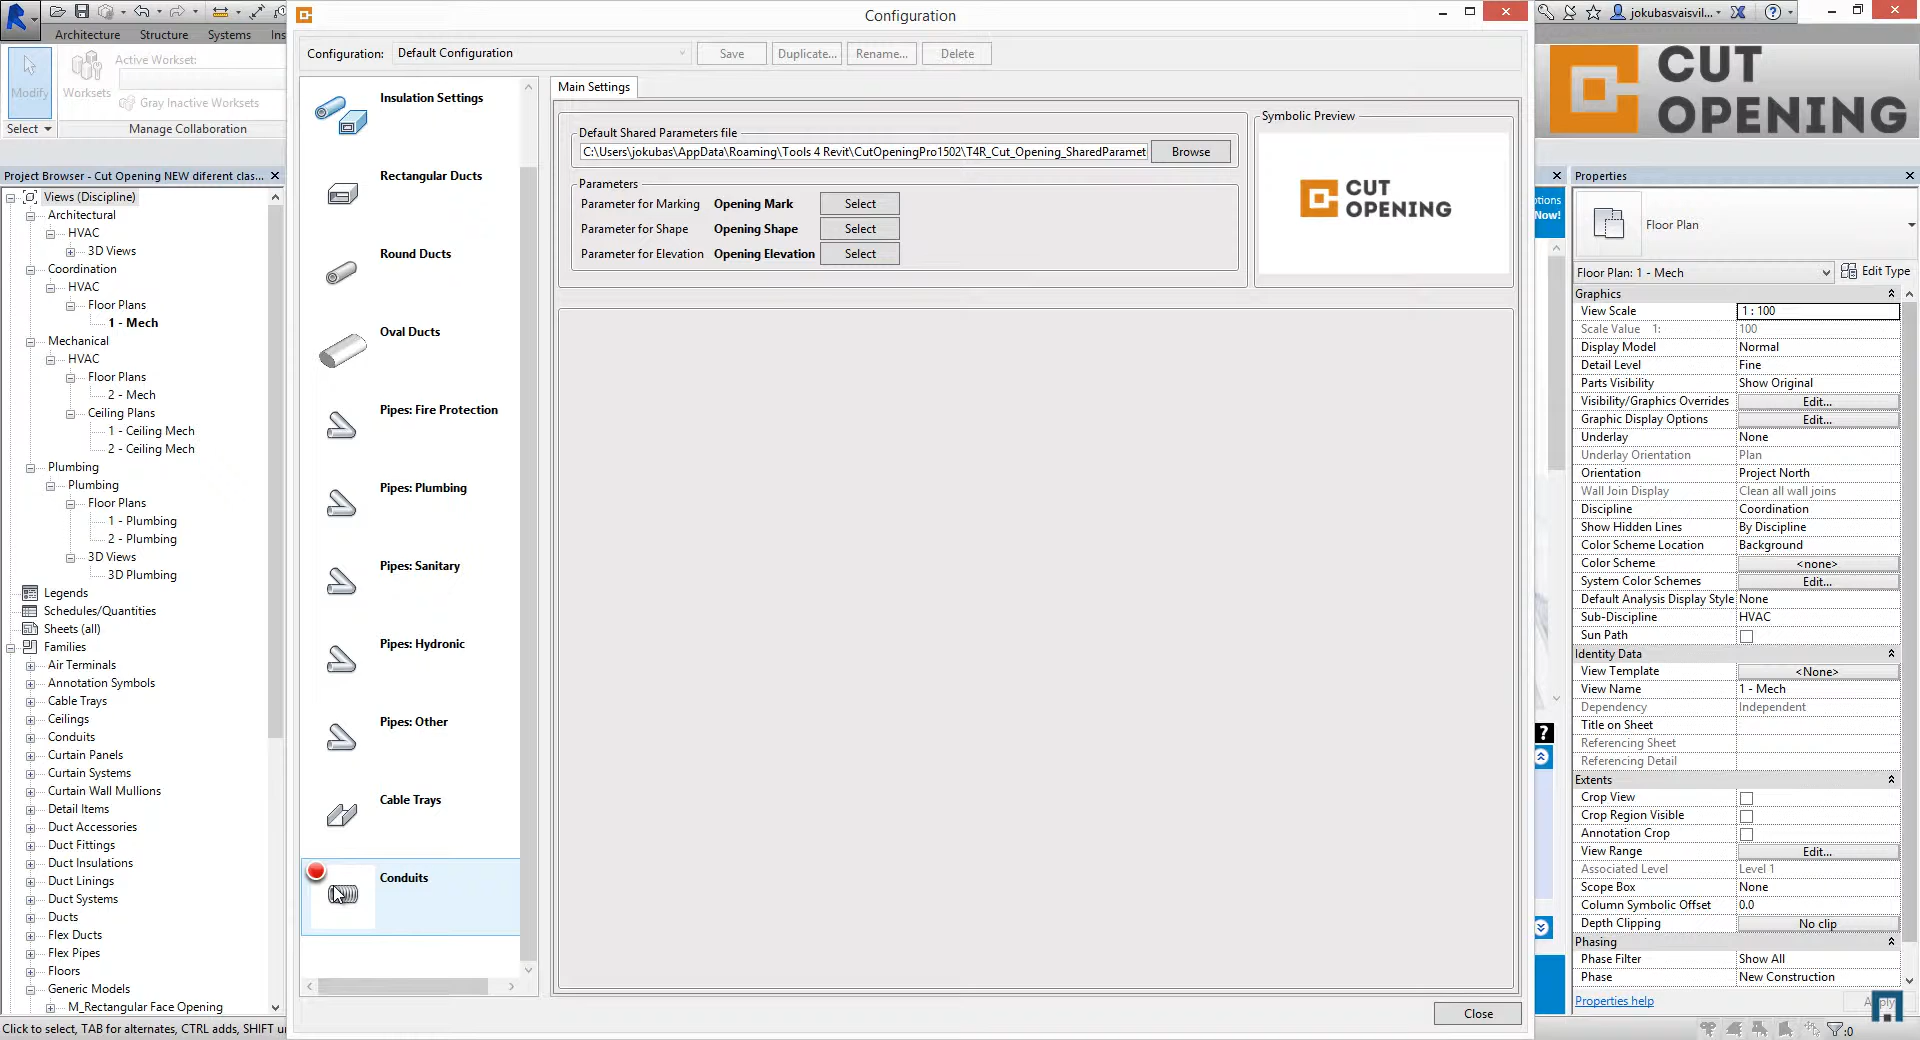 Configuration
jokubasvaisvil...
Architecture
Structure
Systems
Ins
Modify
Worksets
Active Workset:
Gray Inactive Worksets
Select
Manage Collaboration
CUT
OPENING
Configuration:
Default Configuration
Save
Duplicate...
Rename...
Delete
Project Browser - Cut Opening NEW diferent clas...
Views (Discipline)
Architectural
HVAC
3D Views
Coordination
HVAC
Floor Plans
1 - Mech
Mechanical
HVAC
Floor Plans
2 - Mech
Ceiling Plans
1 - Ceiling Mech
2 - Ceiling Mech
Plumbing
Plumbing
Floor Plans
1 - Plumbing
2 - Plumbing
3D Views
3D Plumbing
Legends
Schedules/Quantities
Sheets (all)
Families
Air Terminals
Annotation Symbols
Cable Trays
Ceilings
Conduits
Curtain Panels
Curtain Systems
Curtain Wall Mullions
Detail Items
Duct Accessories
Duct Fittings
Duct Insulations
Duct Linings
Duct Systems
Ducts
Flex Ducts
Flex Pipes
Floors
Generic Models
M_Rectangular Face Opening
Click to select, TAB for alternates, CTRL adds, SHIFT u
Insulation Settings
Rectangular Ducts
Round Ducts
Oval Ducts
Pipes: Fire Protection
Pipes: Plumbing
Pipes: Sanitary
Pipes: Hydronic
Pipes: Other
Cable Trays
Conduits
Main Settings
Default Shared Parameters file
C:\Users\jokubas\AppData\Roaming\Tools 4 Revit\CutOpeningPro1502\T4R_Cut_Opening_SharedParamet
Browse
Parameters
Parameter for Marking Opening Mark Select
Parameter for Shape Opening Shape Select
Parameter for Elevation Opening Elevation Select
Symbolic Preview
CUT
OPENING
Close
ptions
Now!
?
Properties
Floor Plan
Floor Plan: 1 - Mech
Edit Type
Graphics
View Scale 1 : 100
Scale Value 1: 100
Display Model Normal
Detail Level Fine
Parts Visibility Show Original
Visibility/Graphics Overrides Edit...
Graphic Display Options Edit...
Underlay None
Underlay Orientation Plan
Orientation Project North
Wall Join Display Clean all wall joins
Discipline Coordination
Show Hidden Lines By Discipline
Color Scheme Location Background
Color Scheme <none>
System Color Schemes Edit...
Default Analysis Display Style None
Sub-Discipline HVAC
Sun Path
Identity Data
View Template <None>
View Name 1 - Mech
Dependency Independent
Title on Sheet
Referencing Sheet
Referencing Detail
Extents
Crop View
Crop Region Visible
Annotation Crop
View Range Edit...
Associated Level Level 1
Scope Box None
Column Symbolic Offset 0.0
Depth Clipping No clip
Phasing
Phase Filter Show All
Phase New Construction
Properties help
Apply
:0